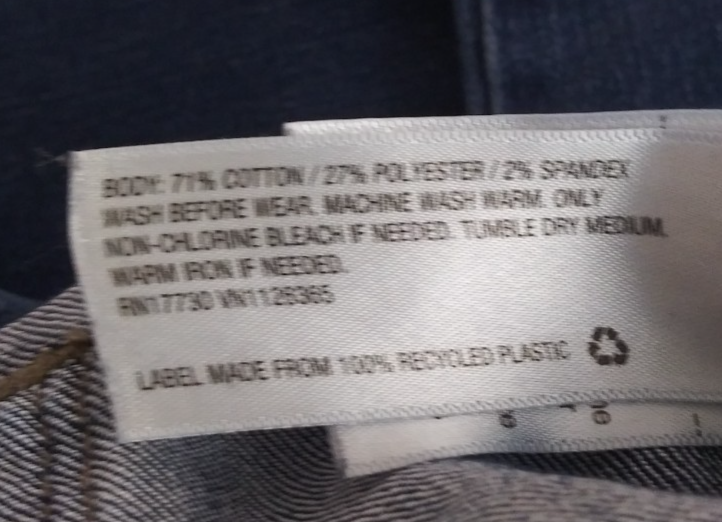 BODY: 71% COTTON / 27% POLYESTER / 2% SPANDEX
WASH BEFORE WEAR. MACHINE WASH WARM. ONLY
NON-CHLORINE BLEACH IF NEEDED. TUMBLE DRY MEDIUM.
WARM IRON IF NEEDED.
RN17730 VN1126365
LABEL MADE FROM 100% RECYCLED PLASTIC